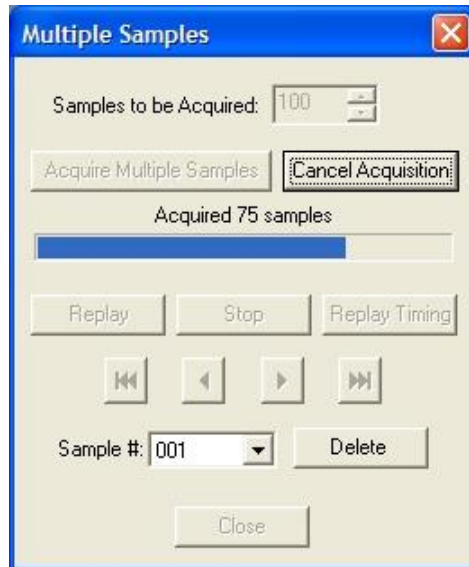 Multiple Samples
Samples to be Acquired: 100
Acquire Multiple Samples Cancel Acquisition
Acquired 75 samples
Replay Stop Replay Timing
Sample #: 001 Delete
Close